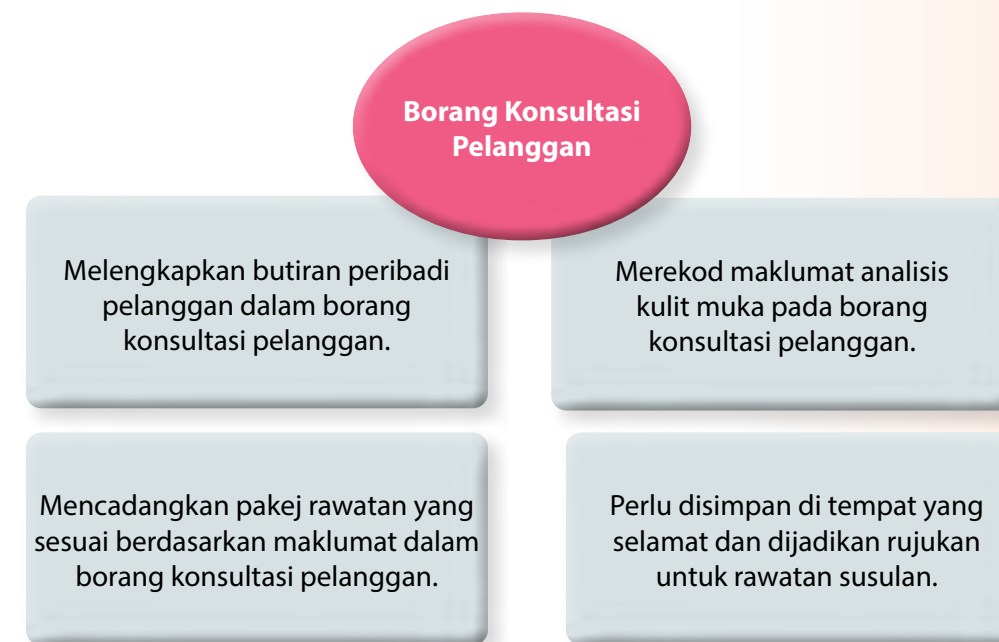 Borang Konsultasi
Pelanggan
Melengkapkan butiran peribadi
pelanggan dalam borang
konsultasi pelanggan.
Merekod maklumat analisis
kulit muka pada borang
konsultasi pelanggan.
Mencadangkan pakej rawatan yang
sesuai berdasarkan maklumat dalam
borang konsultasi pelanggan.
Perlu disimpan di tempat yang
selamat dan dijadikan rujukan
untuk rawatan susulan.